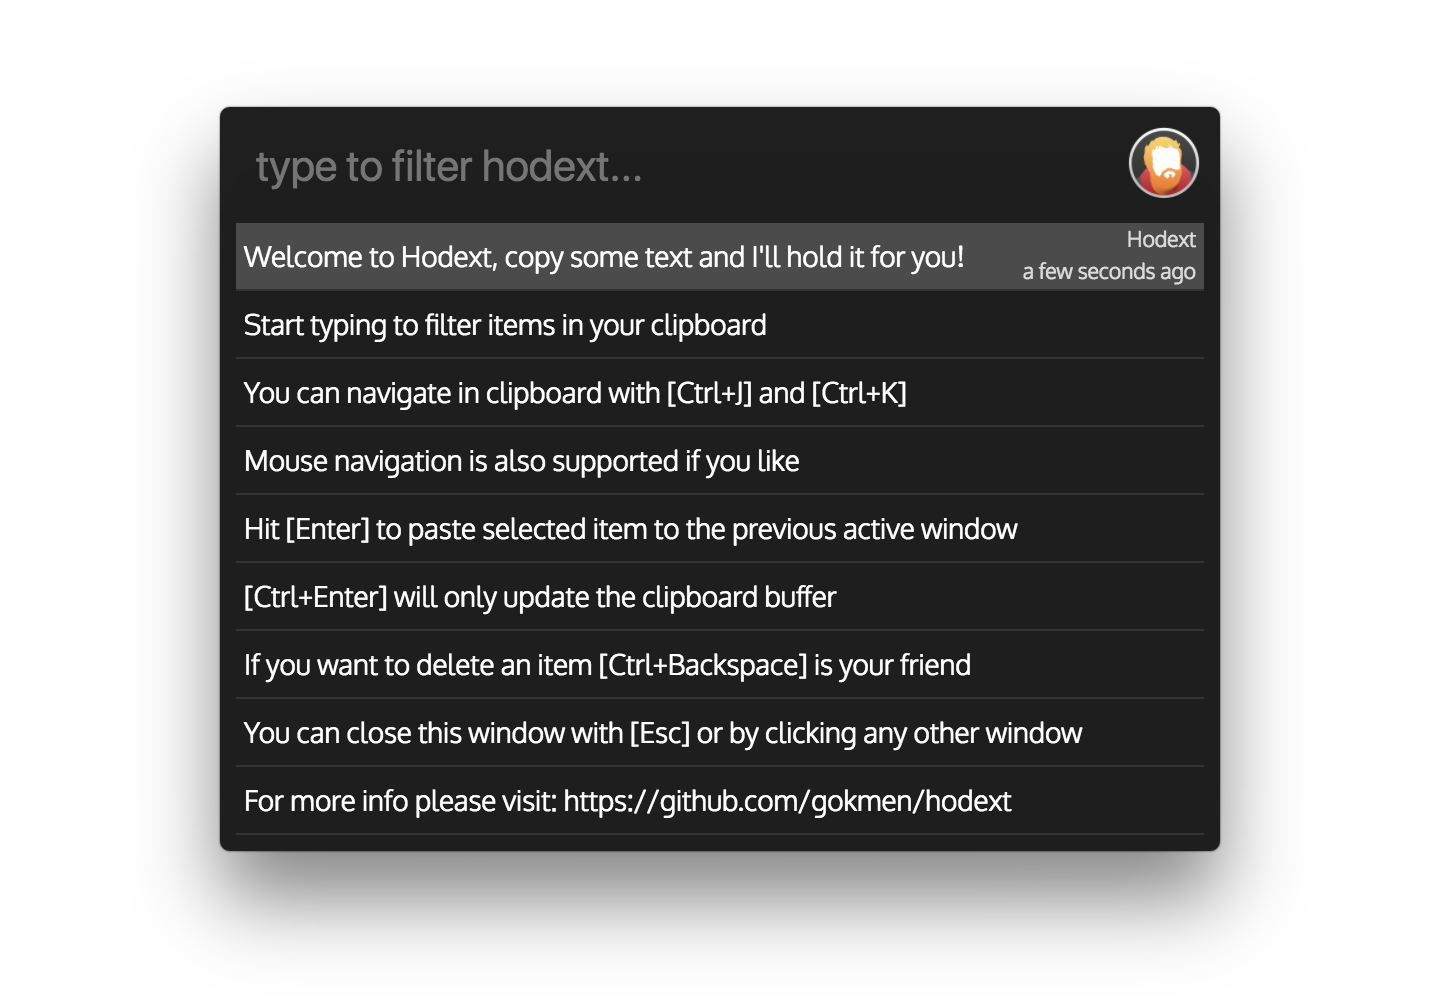 type to filter hodext...
Welcome to Hodext, copy some text and I'll hold it for you!
Hodext
a few seconds ago
Start typing to filter items in your clipboard
You can navigate in clipboard with [Ctrl+J] and [Ctrl+K]
Mouse navigation is also supported if you like
Hit [Enter] to paste selected item to the previous active window
[Ctrl+Enter] will only update the clipboard buffer
If you want to delete an item [Ctrl+Backspace] is your friend
You can close this window with [Esc] or by clicking any other window
For more info please visit: https://github.com/gokmen/hodext